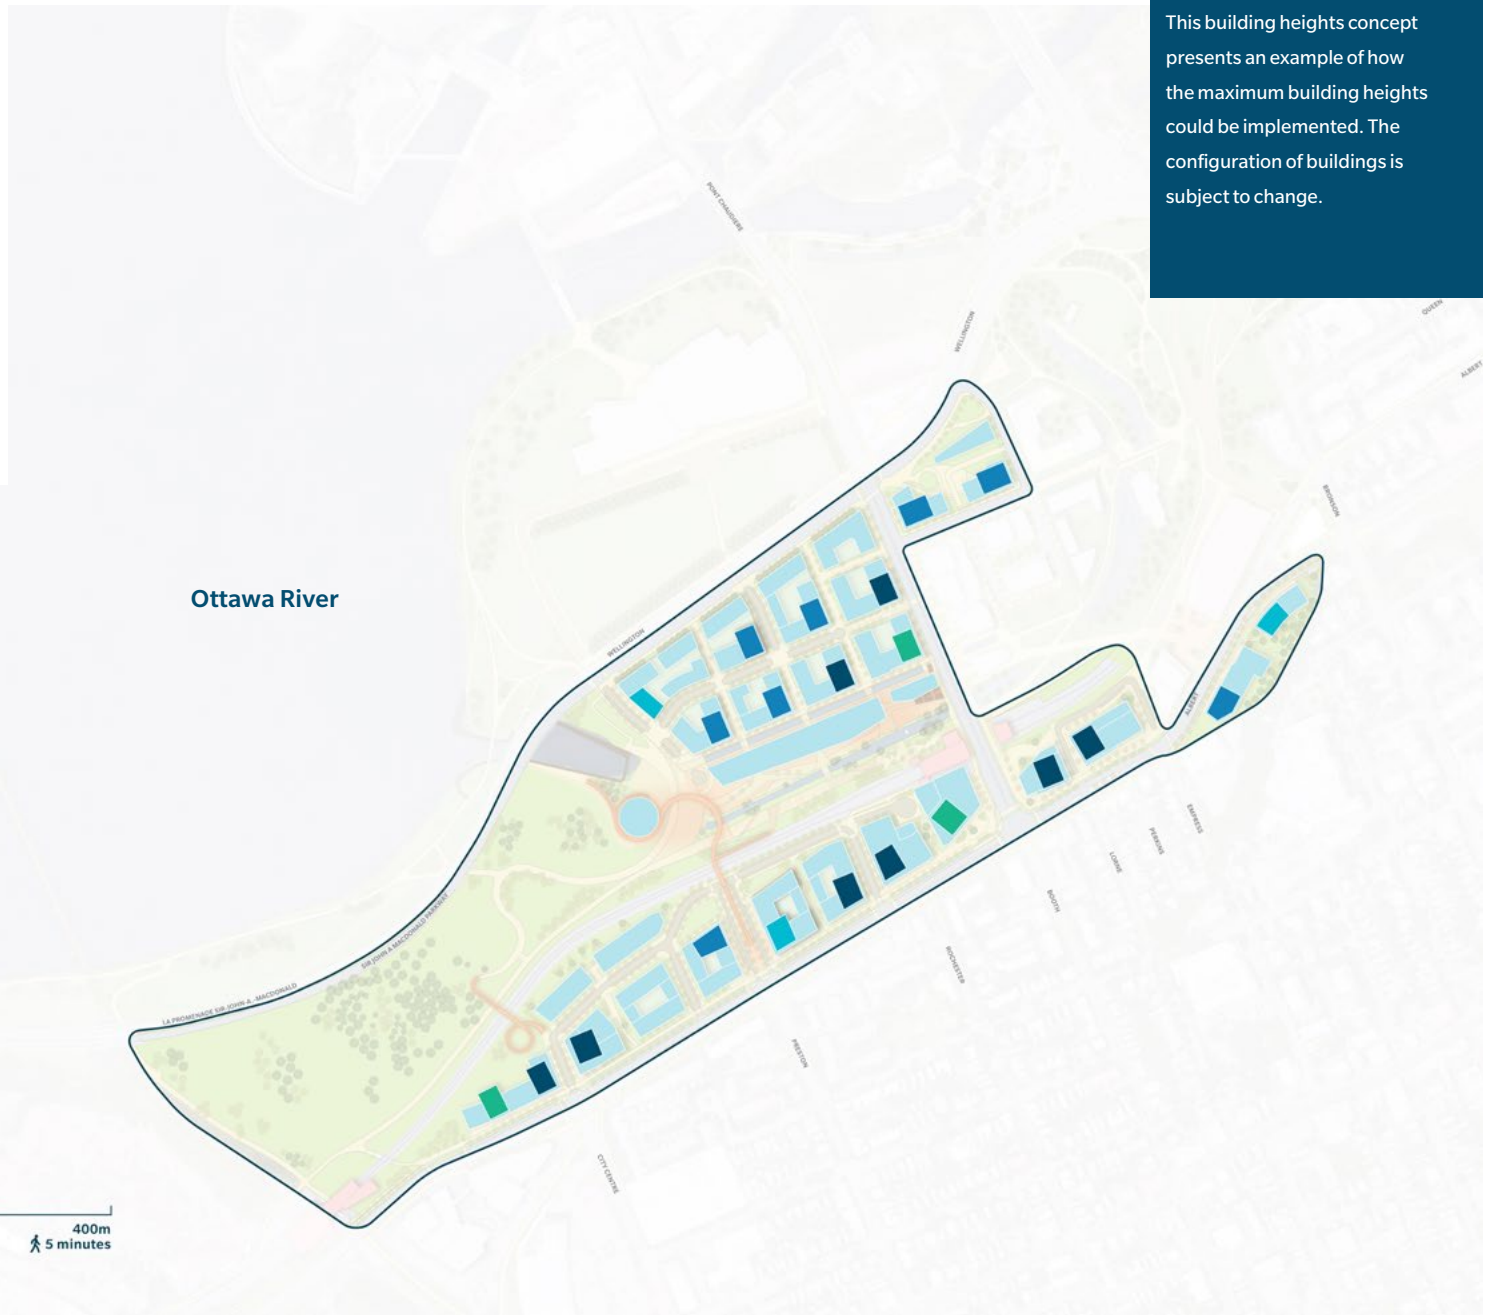 This building heights concept
presents an example of how
the maximum building heights
could be implemented. The
configuration of buildings is
subject to change.
PONT CHAUDIERE
WELLINGTON
QUEEN
ALBERT
BRONSON
Ottawa River
WELLINGTON
ALBERT
EMPRESS
PERKINS
LORNE
BOOTH
ROCHESTER
SIR JOHN A MACDONALD PARKWAY
LA PROMENADE SIR-JOHN-A.-MACDONALD
PRESTON
CITY CENTRE
400m
5 minutes